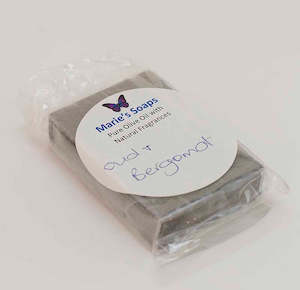 Marie's Soaps
Pure Olive Oil with
Natural Fragrances
oud +
Bergamot